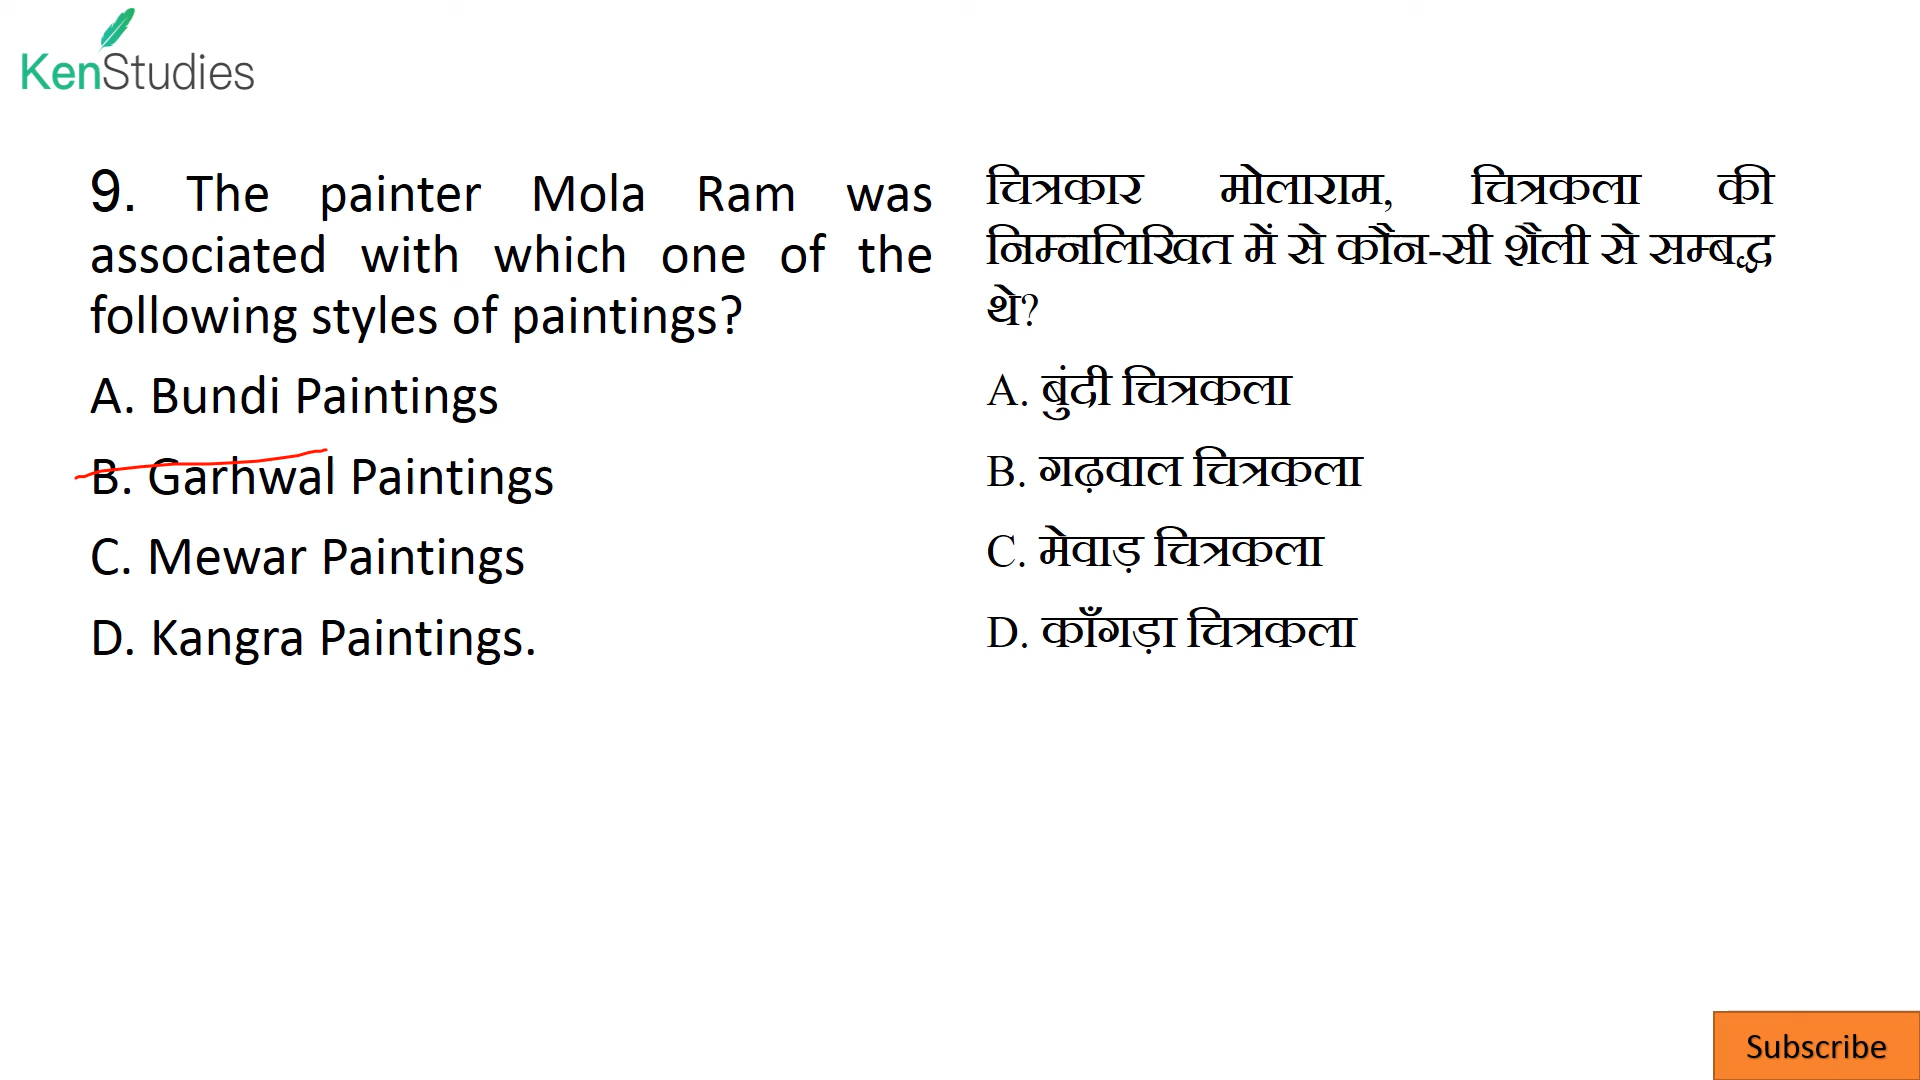 KenStudies
9. The painter Mola Ram was
associated with which one of the
following styles of paintings?
A. Bundi Paintings
B. Garhwal Paintings
C. Mewar Paintings
D. Kangra Paintings.
चित्रकार मोलाराम, चित्रकला की
निम्नलिखित में से कौन-सी शैली से सम्बद्ध
थे?
A. बुंदी चित्रकला
B. गढ़वाल चित्रकला
C. मेवाड़ चित्रकला
D. काँगड़ा चित्रकला
Subscribe